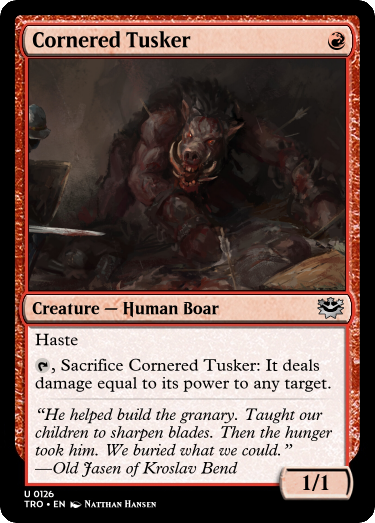 Cornered Tusker
Creature — Human Boar
Haste
, Sacrifice Cornered Tusker: It deals
damage equal to its power to any target.
“He helped build the granary. Taught our
children to sharpen blades. Then the hunger
took him. We buried what we could.”
—Old Jasen of Kroslav Bend
1/1
U 0126
TRO • EN Natthan Hansen